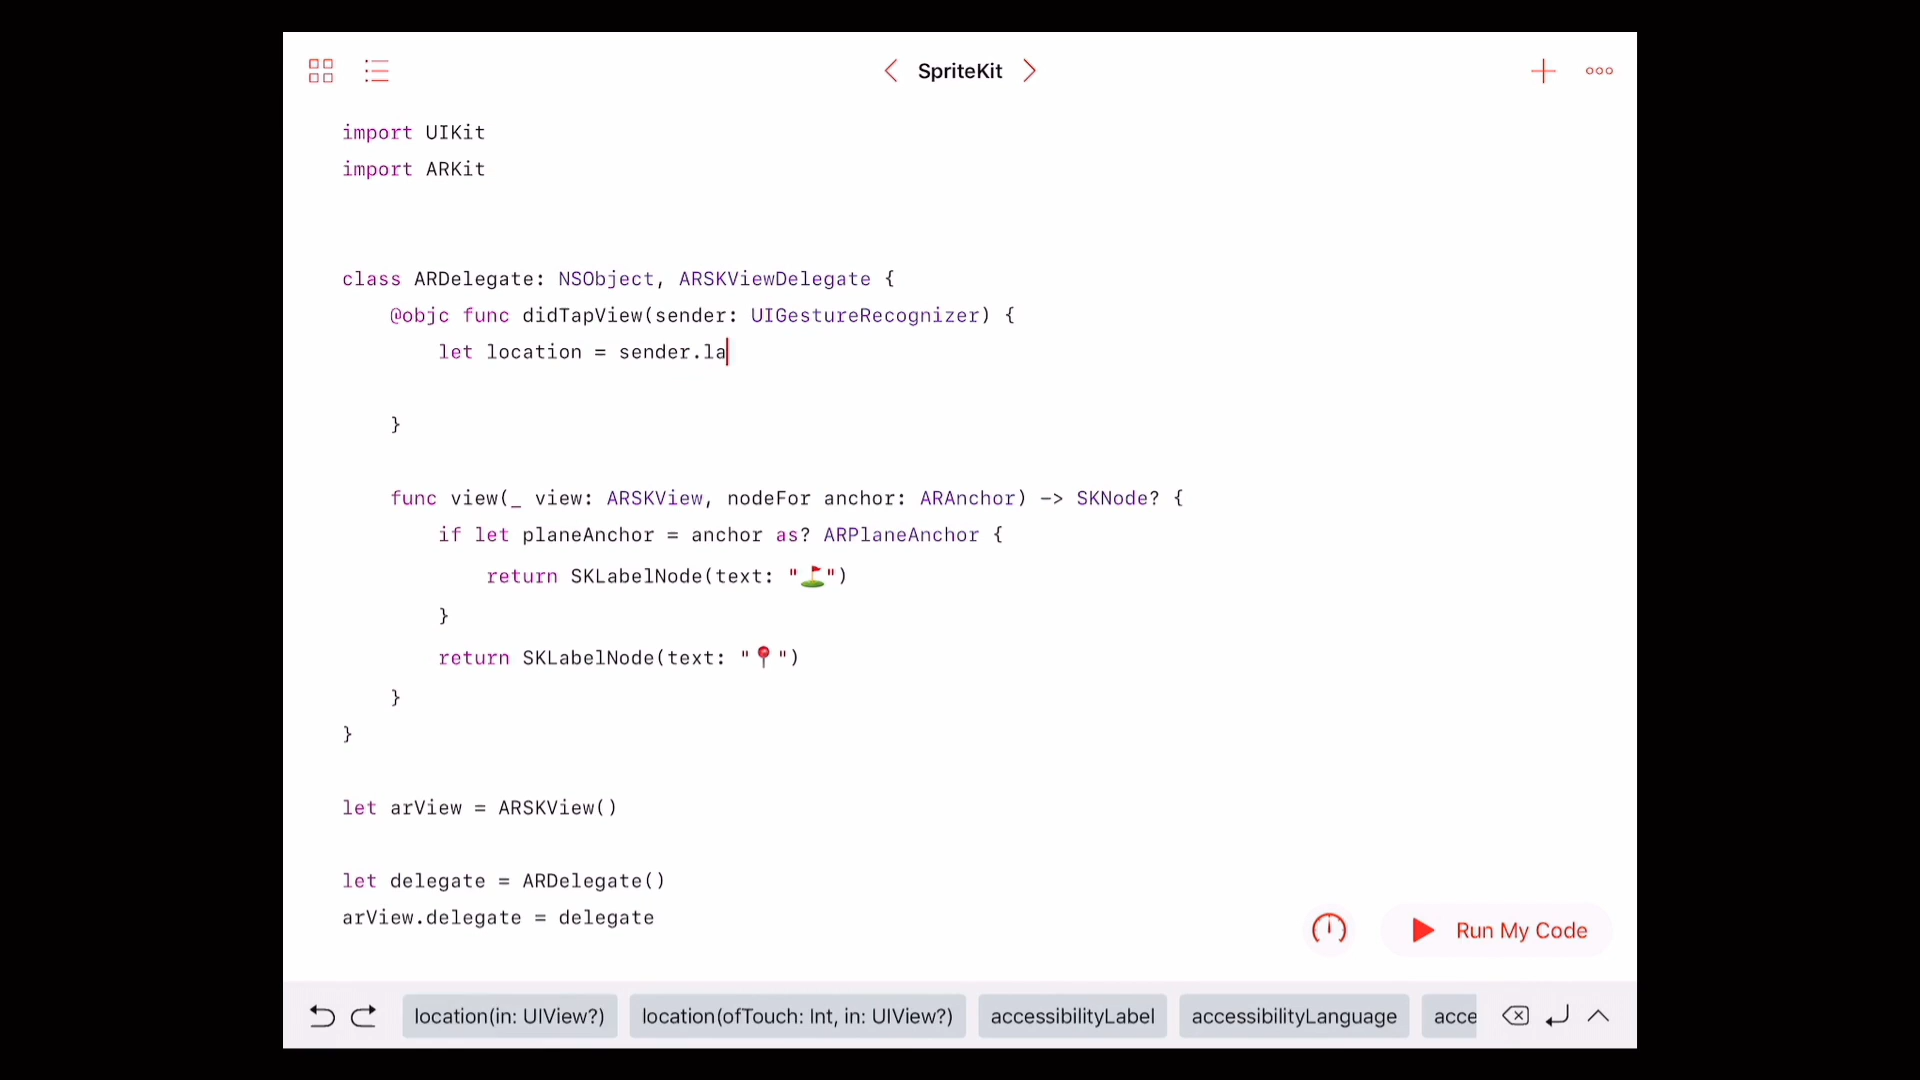 SpriteKit
import UIKit
import ARKit
class ARDelegate: NSObject, ARSKViewDelegate {
@objc func didTapView(sender: UIGestureRecognizer) {
let location = sender.la
}
func view(_ view: ARSKView, nodeFor anchor: ARAnchor) -> SKNode? {
if let planeAnchor = anchor as? ARPlaneAnchor {
return SKLabelNode(text: "⛳")
}
return SKLabelNode(text: "📍")
}
}
let arView = ARSKView()
let delegate = ARDelegate()
arView.delegate = delegate
Run My Code
location(in: UIView?) location(ofTouch: Int, in: UIView?) accessibilityLabel accessibilityLanguage acce